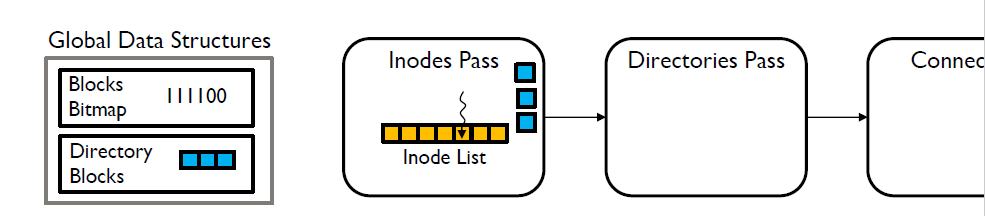 Global Data Structures
Blocks
Bitmap
111100
Directory
Blocks
Inodes Pass
Inode List
Directories Pass
Connec